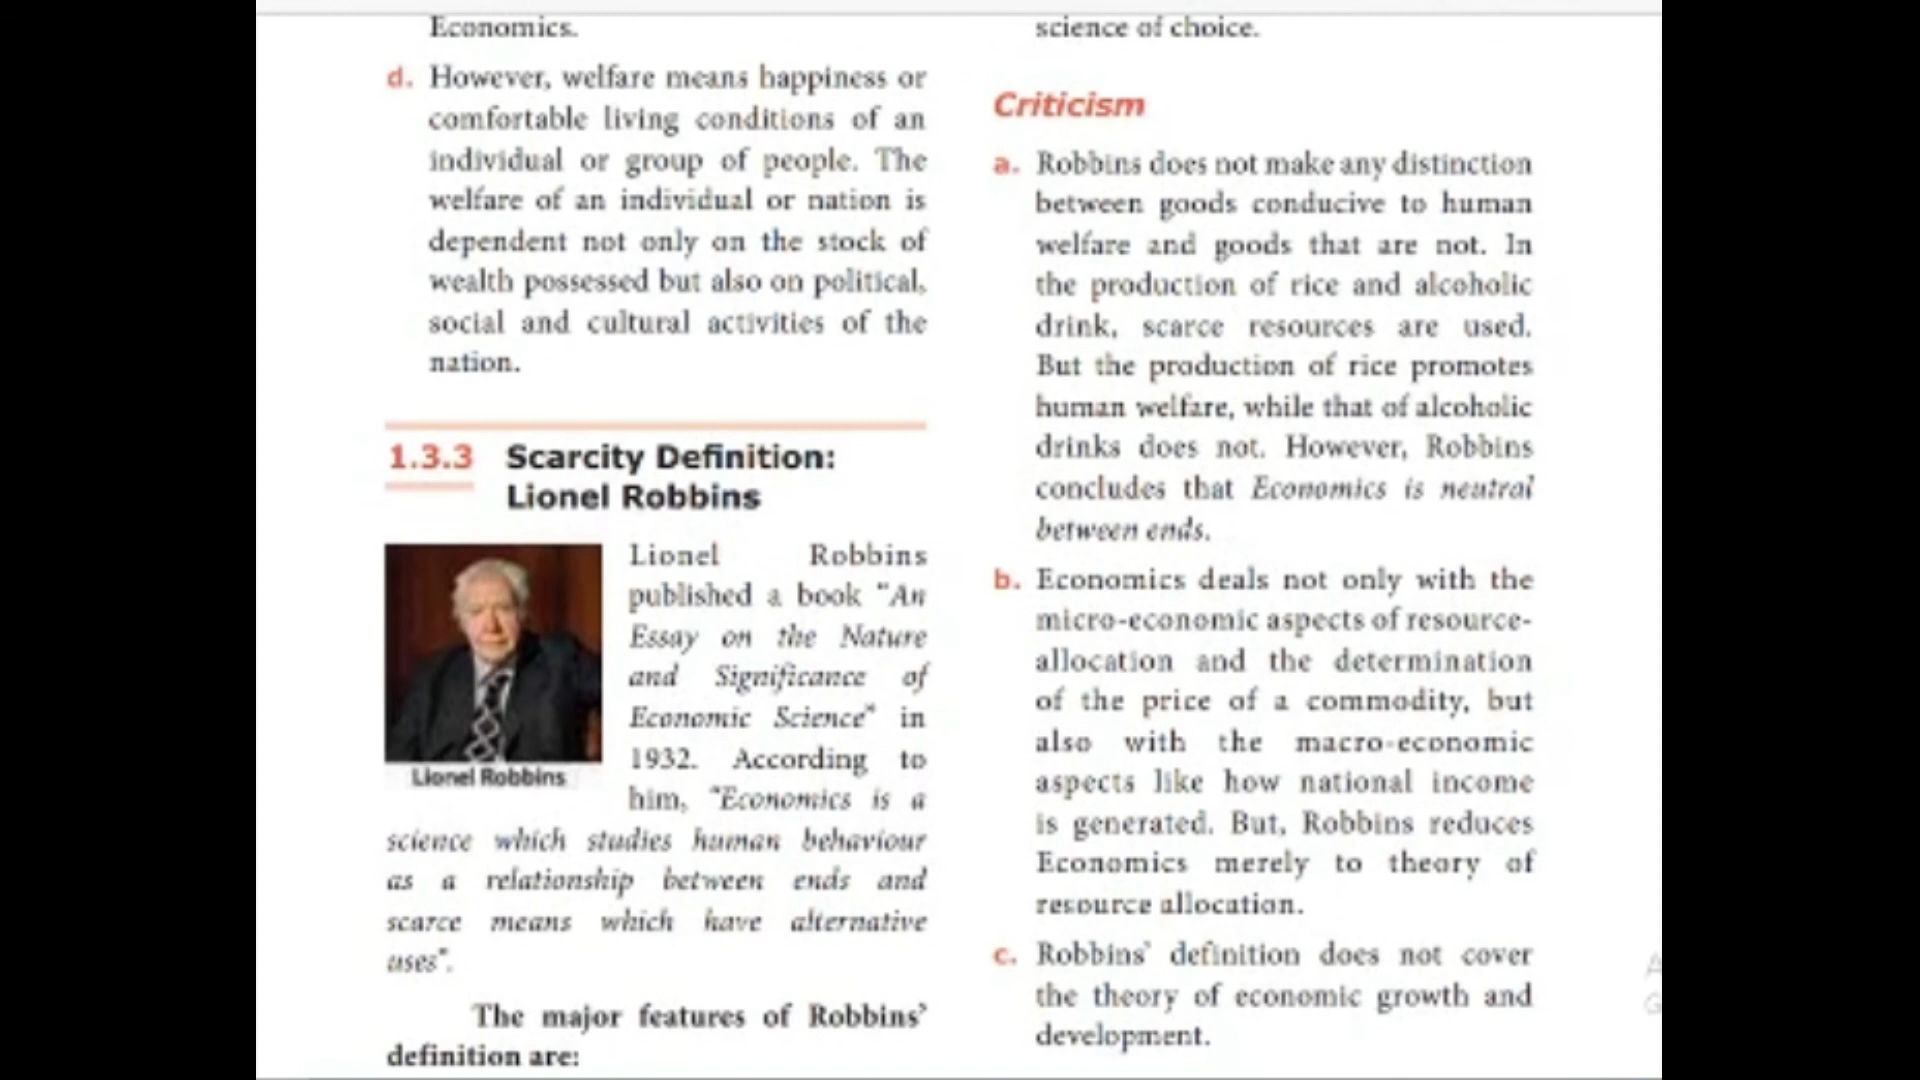 Economics.
d. However, welfare means happiness or
comfortable living conditions of an
individual or group of people. The
welfare of an individual or nation is
dependent not only on the stock of
wealth possessed but also on political,
social and cultural activities of the
nation.
1.3.3 Scarcity Definition:
Lionel Robbins
Lionel Robbins
published a book "An
Essay on the Nature
and Significance of
Economic Science" in
1932. According to
him, "Economics is a
Lionel Robbins
science which studies human behaviour
as a relationship between ends and
scarce means which have alternative
uses".
The major features of Robbins'
definition are:
science of choice.
Criticism
a. Robbins does not make any distinction
between goods conducive to human
welfare and goods that are not. In
the production of rice and alcoholic
drink, scarce resources are used.
But the production of rice promotes
human welfare, while that of alcoholic
drinks does not. However, Robbins
concludes that Economics is neutral
between ends.
b. Economics deals not only with the
micro-economic aspects of resource-
allocation and the determination
of the price of a commodity, but
also with the macro-economic
aspects like how national income
is generated. But, Robbins reduces
Economics merely to theory of
resource allocation.
c. Robbins' definition does not cover
the theory of economic growth and
development.